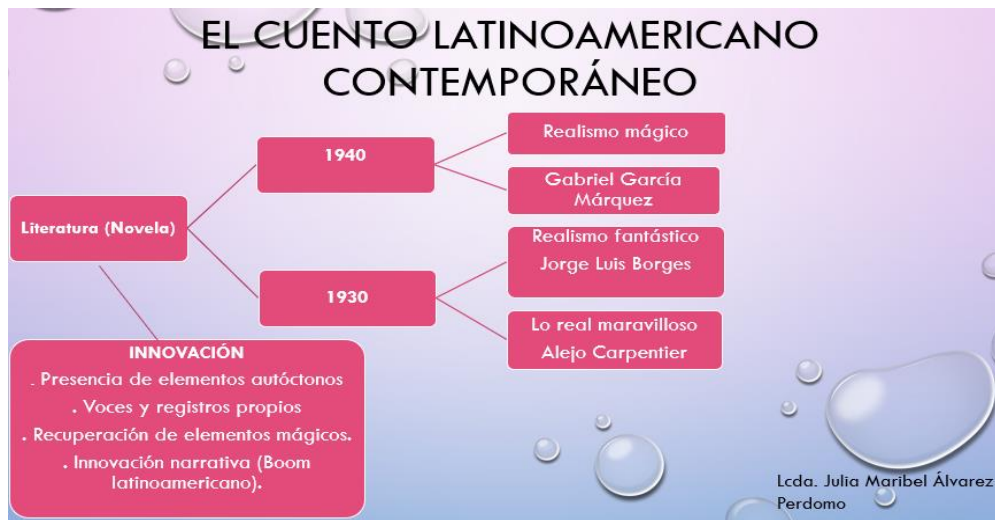 EL CUENTO LATINOAMERICANO
CONTEMPORÁNEO
Literatura (Novela)
1940
Realismo mágico
Gabriel García
Márquez
1930
Realismo fantástico
Jorge Luis Borges
Lo real maravilloso
Alejo Carpentier
INNOVACIÓN
. Presencia de elementos autóctonos
. Voces y registros propios
. Recuperación de elementos mágicos.
. Innovación narrativa (Boom
latinoamericano).
Lcda. Julia Maribel Álvarez
Perdomo